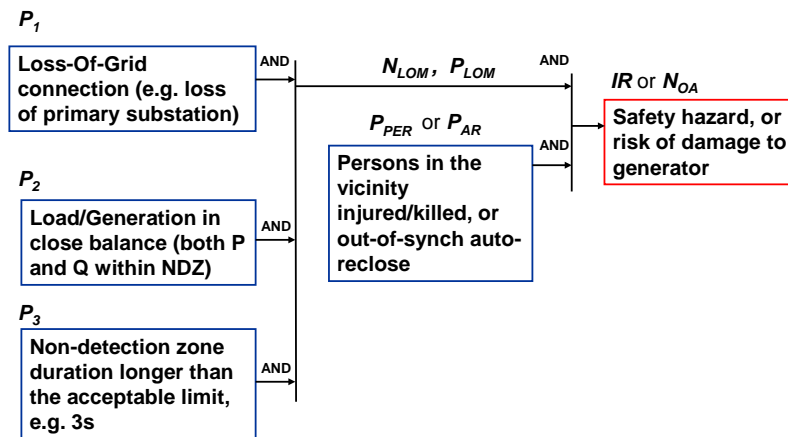 P1
AND
Loss-Of-Grid
connection (e.g. loss
of primary substation)
NLOM, PLOM
AND
IR or NOA
Safety hazard, or
risk of damage to
generator
PPER or PAR
AND
Persons in the
vicinity
injured/killed, or
out-of-synch auto-
reclose
P2
Load/Generation in
close balance (both P
and Q within NDZ)
AND
P3
Non-detection zone
duration longer than
the acceptable limit,
e.g. 3s
AND